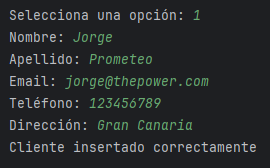 Selecciona una opción: 1
Nombre: Jorge
Apellido: Prometeo
Email: jorge@thepower.com
Teléfono: 123456789
Dirección: Gran Canaria
Cliente insertado correctamente